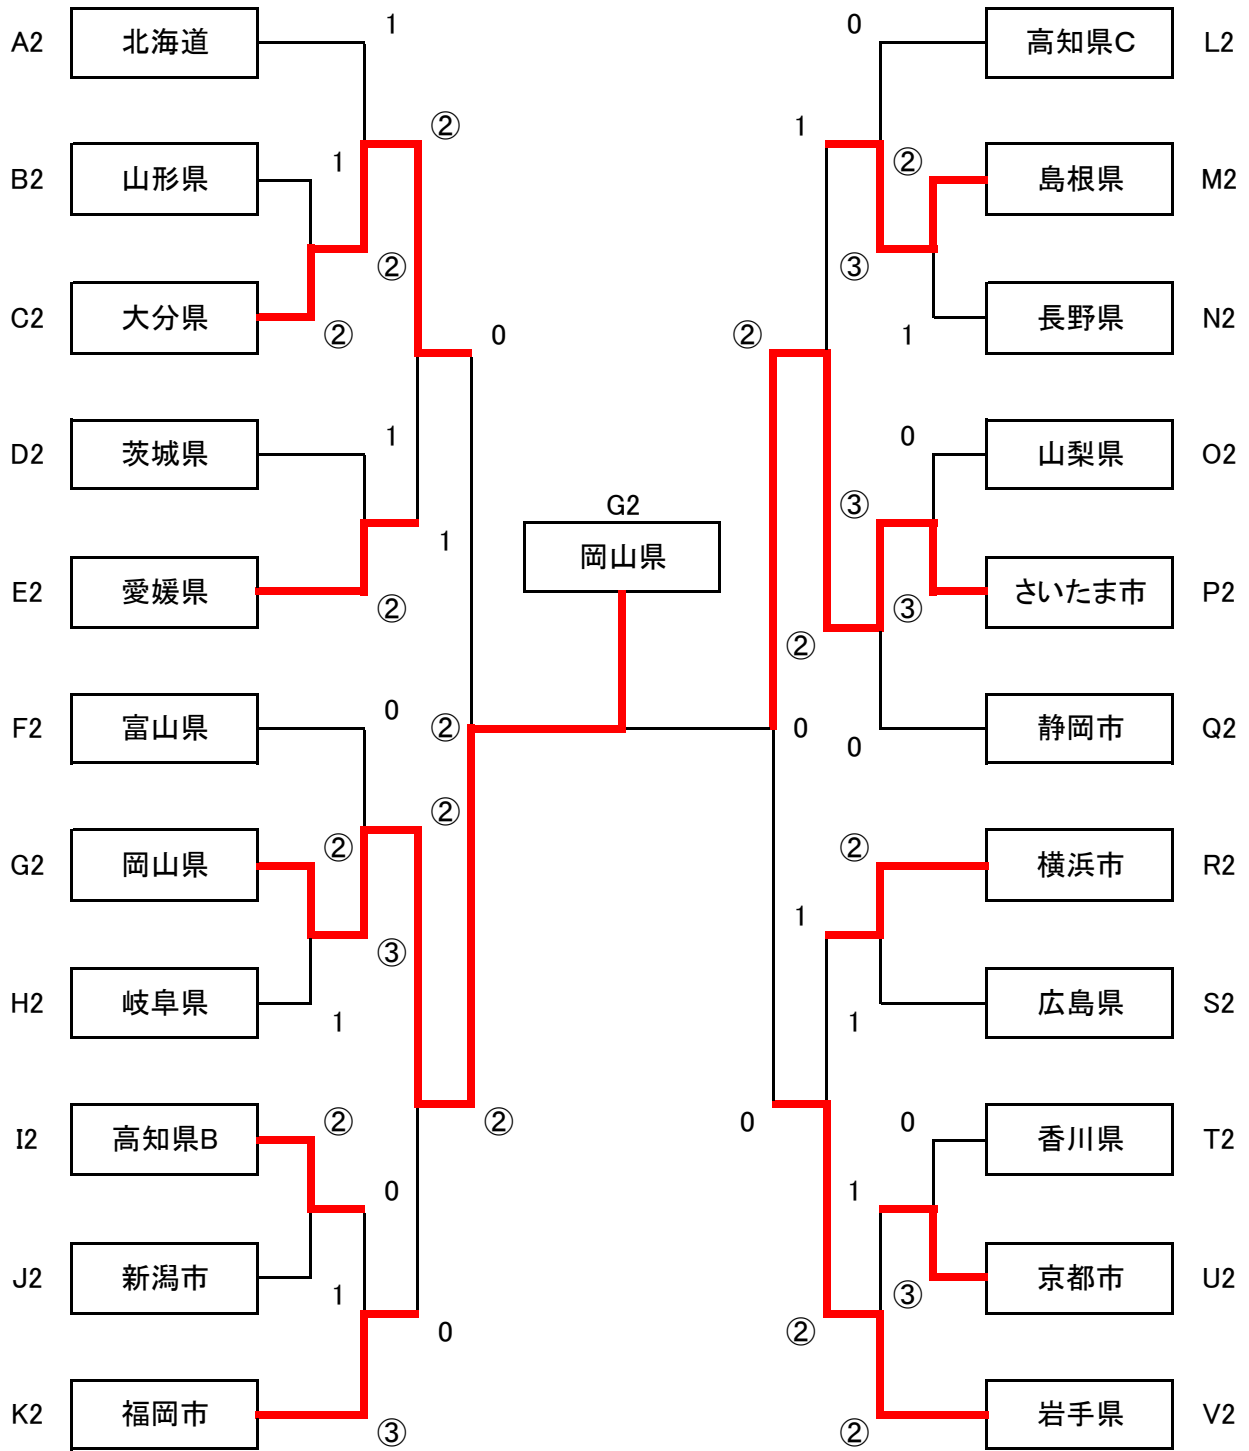 1
0
A2 北海道
高知県C L2
②
1
1
②
B2 山形県
島根県 M2
②
③
C2 大分県
長野県 N2
②
0
②
1
1
0
D2 茨城県
山梨県 O2
G2
③
1
岡山県
E2 愛媛県
さいたま市 P2
②
③
②
0
F2 富山県
②
0
0
静岡市 Q2
②
②
②
G2 岡山県
横浜市 R2
1
③
H2 岐阜県
広島県 S2
1
1
②
②
0
0
I2 高知県B
香川県 T2
0
1
J2 新潟市
京都市 U2
1
③
0
②
K2 福岡市
岩手県 V2
③
②